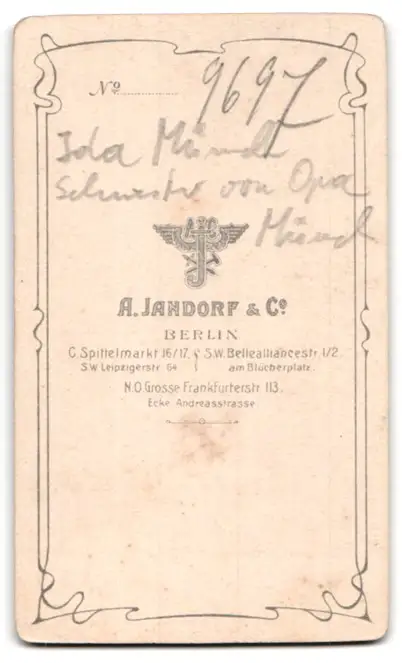 No 9697
Ida Münch
Schwester von Opa
Münch
A & C
J
A. JANDORF & Co.
BERLIN
C. Spittelmarkt 16/17. S.W. Bellealliancestr. 1/2
S.W. Leipzigerstr. 64 am Blücherplatz.
N.O. Grosse Frankfurterstr. 113.
Ecke Andreasstrasse